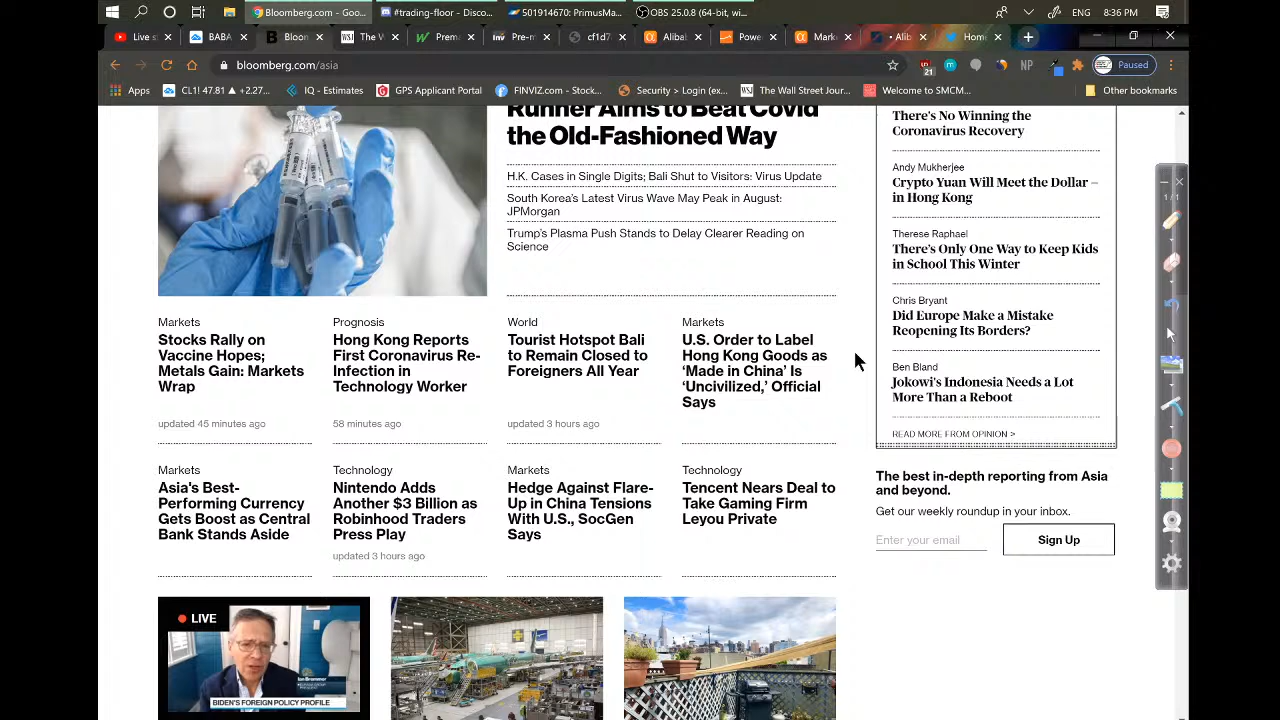 Bloomberg.com - Goo...
#trading-floor - Disco...
501914670: PrimusMa...
OBS 25.0.8 (64-bit, wi...
ENG
8:36 PM
Live s
BABA
Bloom
The V
Prema
Pre-m
cf1d7
Alibal
Powe
Marke
• Alib
Home
bloomberg.com/asia
21
NP
Paused
Apps
CL1! 47.81 ▲ +2.27...
IQ - Estimates
GPS Applicant Portal
FINVIZ.com - Stock...
Security > Login (ex...
The Wall Street Jour...
Welcome to SMCM...
Other bookmarks
Runner Aims to Beat Covid
the Old-Fashioned Way
H.K. Cases in Single Digits; Bali Shut to Visitors: Virus Update
South Korea's Latest Virus Wave May Peak in August:
JPMorgan
Trump's Plasma Push Stands to Delay Clearer Reading on
Science
There's No Winning the
Coronavirus Recovery
Andy Mukherjee
Crypto Yuan Will Meet the Dollar –
in Hong Kong
Therese Raphael
There's Only One Way to Keep Kids
in School This Winter
Chris Bryant
Did Europe Make a Mistake
Reopening Its Borders?
Ben Bland
Jokowi's Indonesia Needs a Lot
More Than a Reboot
READ MORE FROM OPINION >
1/1
Markets
Stocks Rally on
Vaccine Hopes;
Metals Gain: Markets
Wrap
updated 45 minutes ago
Prognosis
Hong Kong Reports
First Coronavirus Re-
Infection in
Technology Worker
58 minutes ago
World
Tourist Hotspot Bali
to Remain Closed to
Foreigners All Year
updated 3 hours ago
Markets
U.S. Order to Label
Hong Kong Goods as
'Made in China' Is
'Uncivilized,' Official
Says
Markets
Asia's Best-
Performing Currency
Gets Boost as Central
Bank Stands Aside
Technology
Nintendo Adds
Another $3 Billion as
Robinhood Traders
Press Play
updated 3 hours ago
Markets
Hedge Against Flare-
Up in China Tensions
With U.S., SocGen
Says
Technology
Tencent Nears Deal to
Take Gaming Firm
Leyou Private
The best in-depth reporting from Asia
and beyond.
Get our weekly roundup in your inbox.
Enter your email
Sign Up
LIVE
Ian Bremmer
BIDEN'S FOREIGN POLICY PROFILE